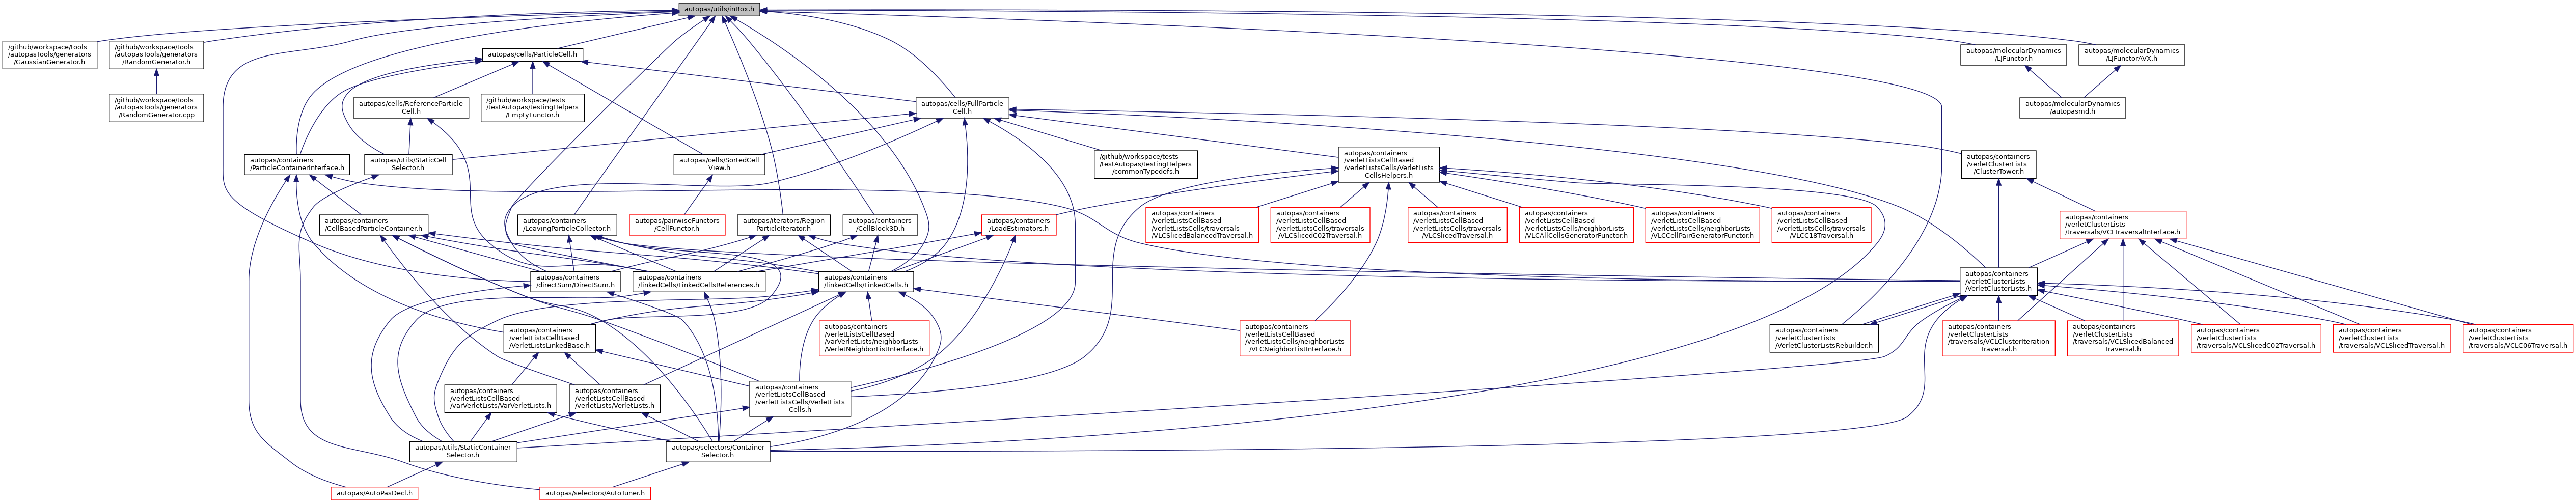 autopas/utils/inBox.h
/github/workspace/tools
/autopasTools/generators
/GaussianGenerator.h
/github/workspace/tools
/autopasTools/generators
/RandomGenerator.h
autopas/cells/ParticleCell.h
autopas/molecularDynamics
/LJFunctor.h
autopas/molecularDynamics
/LJFunctorAVX.h
/github/workspace/tools
/autopasTools/generators
/RandomGenerator.cpp
autopas/cells/ReferenceParticle
Cell.h
/github/workspace/tests
/testAutopas/testingHelpers
/EmptyFunctor.h
autopas/cells/FullParticle
Cell.h
autopas/molecularDynamics
/autopasmd.h
autopas/containers
/ParticleContainerInterface.h
autopas/utils/StaticCell
Selector.h
autopas/cells/SortedCell
View.h
/github/workspace/tests
/testAutopas/testingHelpers
/commonTypedefs.h
autopas/containers
/verletListsCellBased
/verletListsCells/VerletLists
CellsHelpers.h
autopas/containers
/verletClusterLists
/ClusterTower.h
autopas/containers
/CellBasedParticleContainer.h
autopas/containers
/LeavingParticleCollector.h
autopas/pairwiseFunctors
/CellFunctor.h
autopas/iterators/Region
ParticleIterator.h
autopas/containers
/CellBlock3D.h
autopas/containers
/LoadEstimators.h
autopas/containers
/verletListsCellBased
/verletListsCells/traversals
/VLCSlicedBalancedTraversal.h
autopas/containers
/verletListsCellBased
/verletListsCells/traversals
/VLCSlicedC02Traversal.h
autopas/containers
/verletListsCellBased
/verletListsCells/traversals
/VLCSlicedTraversal.h
autopas/containers
/verletListsCellBased
/verletListsCells/neighborLists
/VLCAllCellsGeneratorFunctor.h
autopas/containers
/verletListsCellBased
/verletListsCells/neighborLists
/VLCCellPairGeneratorFunctor.h
autopas/containers
/verletListsCellBased
/verletListsCells/traversals
/VLCC18Traversal.h
autopas/containers
/verletClusterLists
/traversals/VCLTraversalInterface.h
autopas/containers
/directSum/DirectSum.h
autopas/containers
/linkedCells/LinkedCellsReferences.h
autopas/containers
/linkedCells/LinkedCells.h
autopas/containers
/verletClusterLists
/VerletClusterLists.h
autopas/containers
/verletListsCellBased
/VerletListsLinkedBase.h
autopas/containers
/verletListsCellBased
/varVerletLists/neighborLists
/VerletNeighborListInterface.h
autopas/containers
/verletListsCellBased
/verletListsCells/neighborLists
/VLCNeighborListInterface.h
autopas/containers
/verletClusterLists
/VerletClusterListsRebuilder.h
autopas/containers
/verletClusterLists
/traversals/VCLClusterIteration
Traversal.h
autopas/containers
/verletClusterLists
/traversals/VCLSlicedBalanced
Traversal.h
autopas/containers
/verletClusterLists
/traversals/VCLSlicedC02Traversal.h
autopas/containers
/verletClusterLists
/traversals/VCLSlicedTraversal.h
autopas/containers
/verletClusterLists
/traversals/VCLC06Traversal.h
autopas/containers
/verletListsCellBased
/varVerletLists/VarVerletLists.h
autopas/containers
/verletListsCellBased
/verletLists/VerletLists.h
autopas/containers
/verletListsCellBased
/verletListsCells/VerletLists
Cells.h
autopas/utils/StaticContainer
Selector.h
autopas/selectors/Container
Selector.h
autopas/AutoPasDecl.h
autopas/selectors/AutoTuner.h